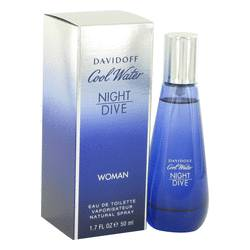 DAVIDOFF
Cool Water
NIGHT
DIVE
WOMAN
EAU DE TOILETTE
VAPORISATEUR
NATURAL SPRAY
1.7 FL OZ e 50 ml
DAVIDOFF
Cool Water
NIGHT
DIVE